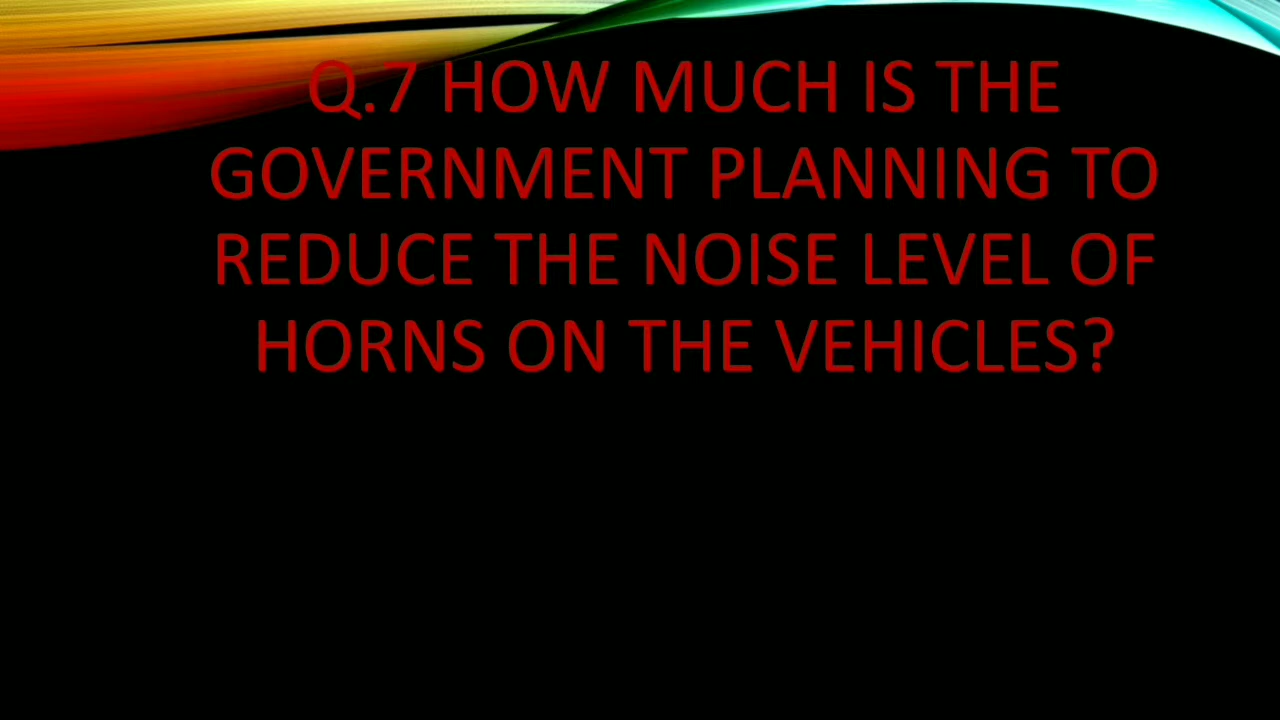 Q.7 HOW MUCH IS THE
GOVERNMENT PLANNING TO
REDUCE THE NOISE LEVEL OF
HORNS ON THE VEHICLES?